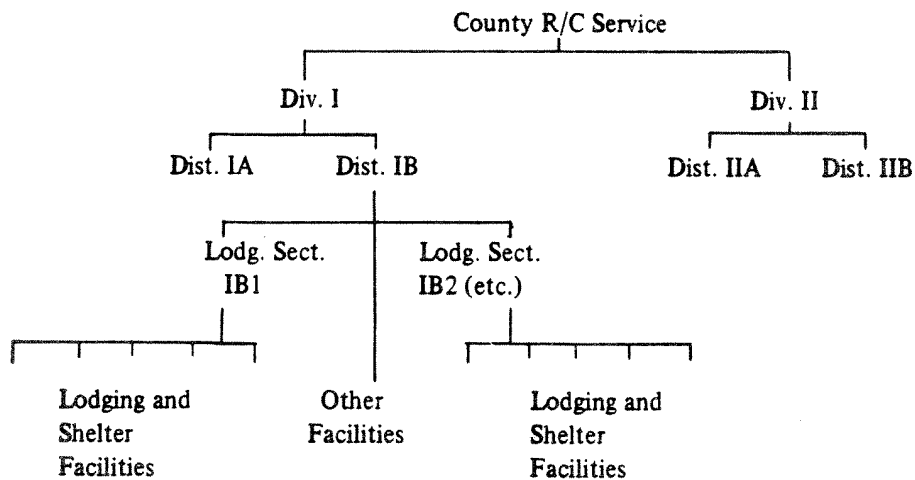 County R/C Service
Div. I
Div. II
Dist. IA
Dist. IB
Dist. IIA
Dist. IIB
Lodg. Sect.
IB1
Lodg. Sect.
IB2 (etc.)
Lodging and
Shelter
Facilities
Other
Facilities
Lodging and
Shelter
Facilities